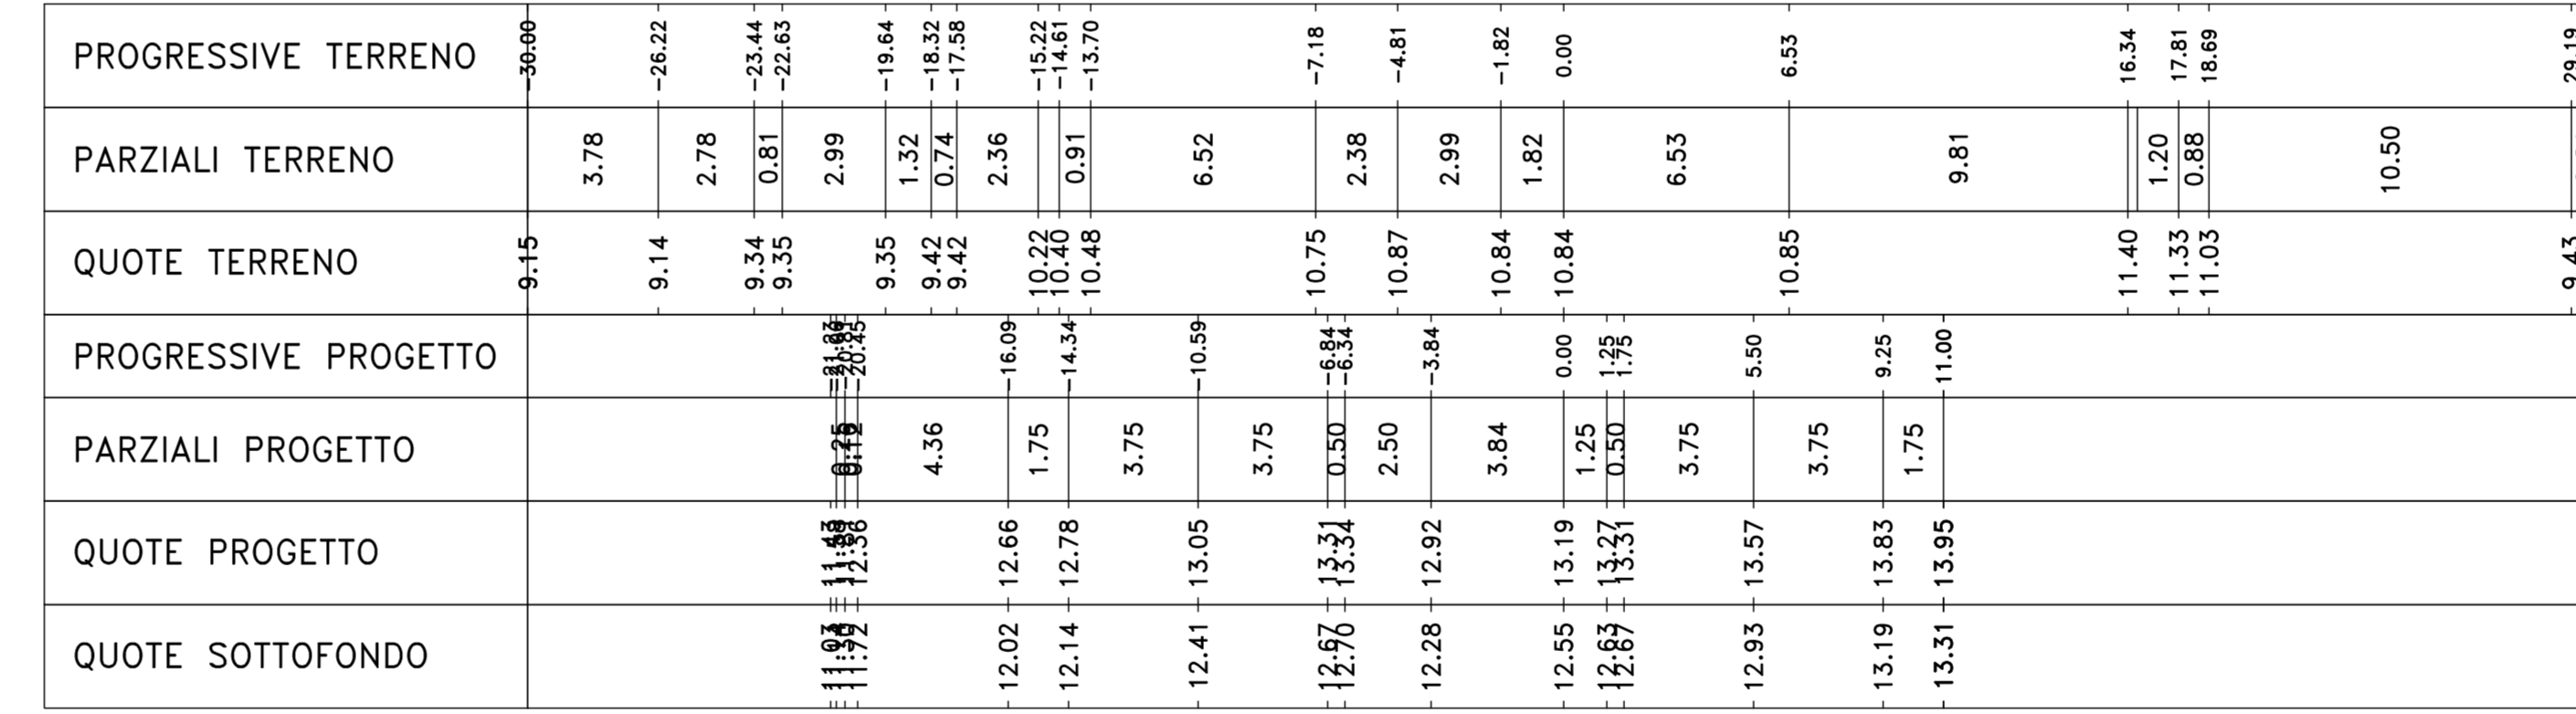 PROGRESSIVE TERRENO -30.00 -26.22 -23.44 -22.63 -19.64 -18.32 -17.58 -15.22 -14.61 -13.70 -7.18 -4.81 -1.82 0.00 6.53 16.34 17.81 18.69 29.19
PARZIALI TERRENO 3.78 2.78 0.81 2.99 1.32 0.74 2.36 0.91 6.52 2.38 2.99 1.82 6.53 9.81 1.20 0.88 10.50
QUOTE TERRENO 9.15 9.14 9.34 9.35 9.35 9.42 9.42 10.22 10.40 10.48 10.75 10.87 10.84 10.84 10.85 11.40 11.33 11.03 9.43
PROGRESSIVE PROGETTO -20.45 -16.09 -14.34 -10.59 -6.84 -6.34 -3.84 0.00 1.25 1.75 5.50 9.25 11.00
PARZIALI PROGETTO 4.36 1.75 3.75 3.75 0.50 2.50 3.84 1.25 0.50 3.75 3.75 1.75
QUOTE PROGETTO 12.36 12.66 12.78 13.05 13.31 13.34 12.92 13.19 13.27 13.31 13.57 13.83 13.95
QUOTE SOTTOFONDO 11.03 11.72 12.02 12.14 12.41 12.67 12.70 12.28 12.55 12.63 12.67 12.93 13.19 13.31